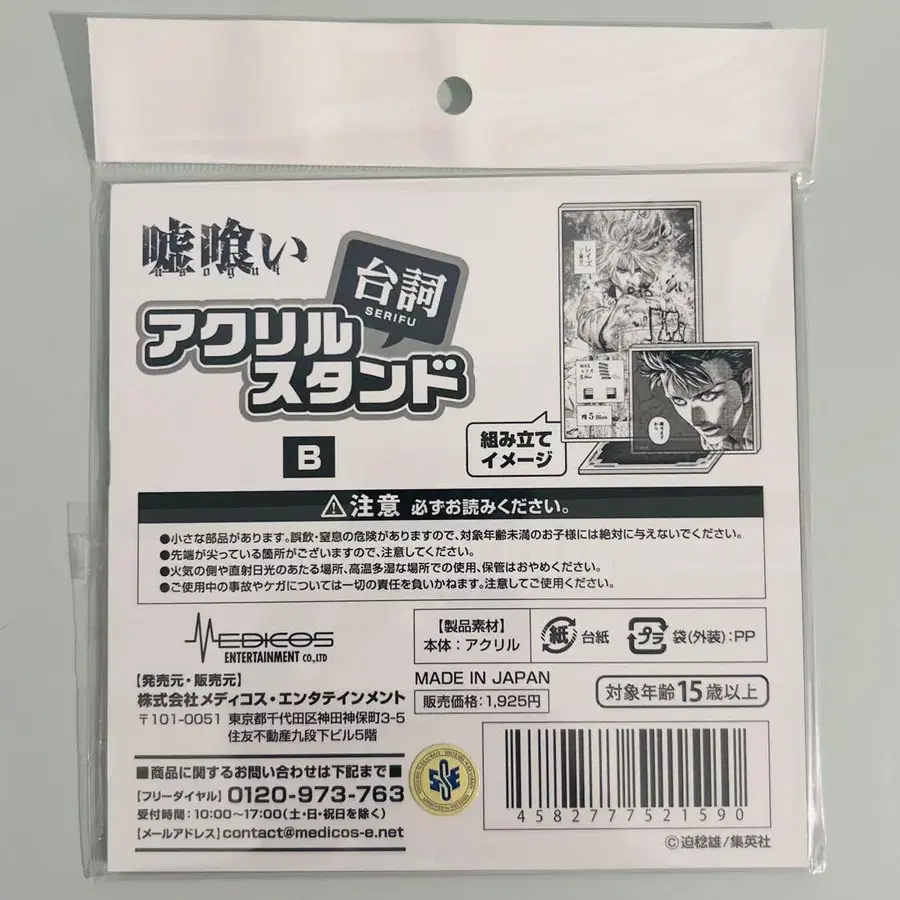 嘘喰い
usogui
台詞
SERIFU
アクリル
スタンド
B
レイズ
組み立て
イメージ
⚠注意 必ずお読みください。
●小さな部品があります。誤飲・窒息の危険がありますので、対象年齢未満のお子様には絶対に与えないでください。
●先端が尖っている箇所がございますので、注意してください。
●火気の側や直射日光のあたる場所、高温多湿な場所での使用、保管はおやめください。
●ご使用中の事故やケガについては一切の責任を負いかねます。注意してご使用ください。
MEDICOS
ENTERTAINMENT CO.,LTD
【発売元・販売元】
株式会社メディコス・エンタテインメント
〒101-0051 東京都千代田区神田神保町3-5
住友不動産九段下ビル5階
■商品に関するお問い合わせは下記まで■
【フリーダイヤル】0120-973-763
受付時間：10:00〜17:00(土・日・祝日を除く)
【メールアドレス】contact@medicos-e.net
【製品素材】
本体：アクリル
紙 台紙
プラ 袋(外装)：PP
MADE IN JAPAN
販売価格：1,925円
対象年齢15歳以上
SSE
4582777521590
©迫稔雄/集英社